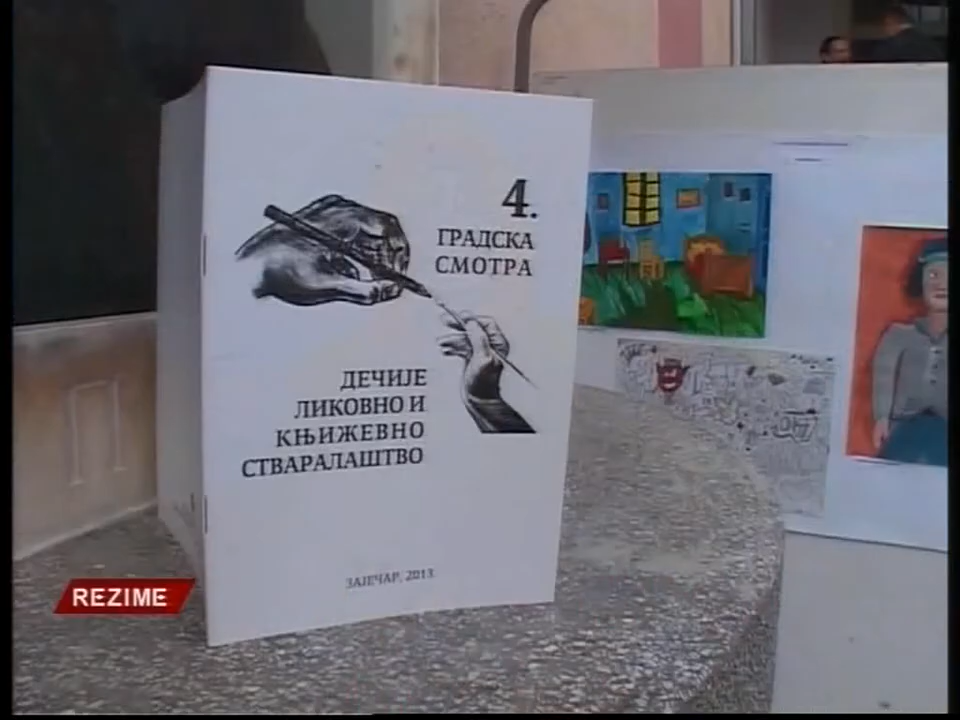 4.
ГРАДСКА
СМОТРА
ДЕЧИЈЕ
ЛИКОВНО И
КЊИЖЕВНО
СТВАРАЛАШТВО
ЗАЈЕЧАР, 2013.
REZIME